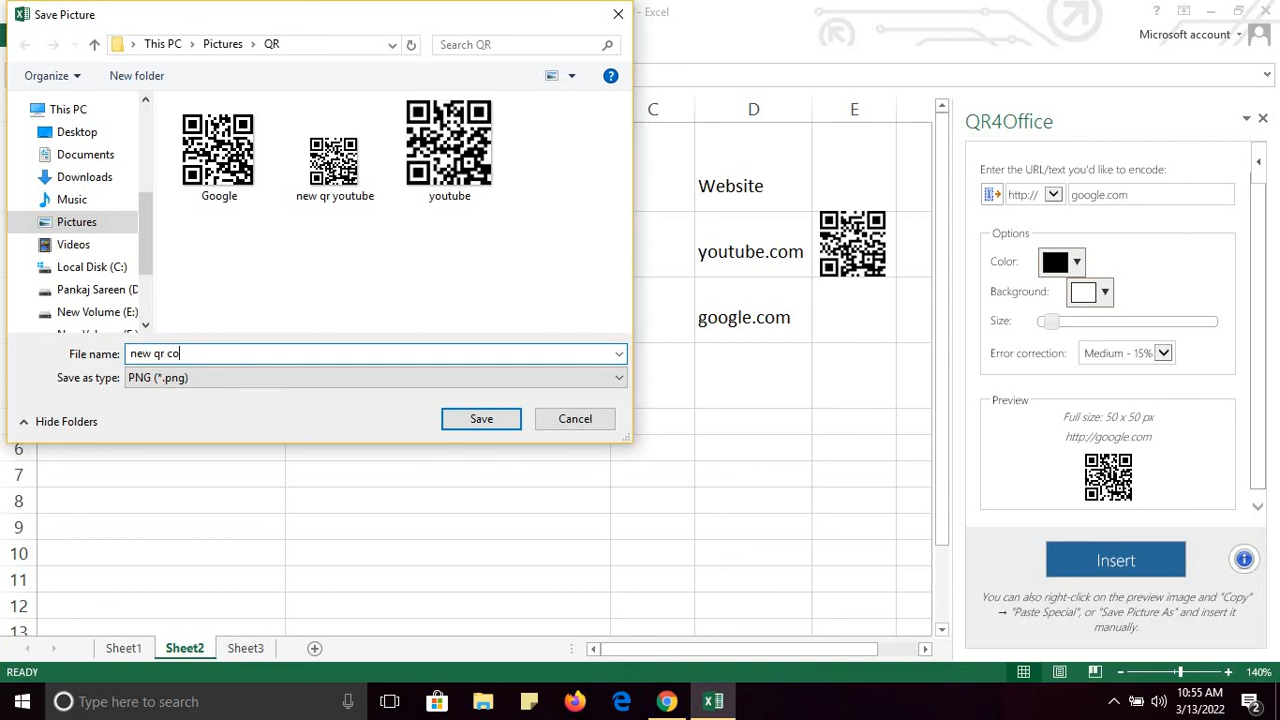 Save Picture
- Excel
Microsoft account
This PC
Pictures
QR
Search QR
Organize
New folder
This PC
Desktop
Documents
Downloads
Music
Pictures
Videos
Local Disk (C:)
Pankaj Sareen (D
New Volume (E:)
Google
new qr youtube
youtube
File name:
new qr co
Save as type:
PNG (*.png)
Hide Folders
Save
Cancel
C
D
E
Website
youtube.com
google.com
6
7
8
9
10
11
12
13
QR4Office
Enter the URL/text you'd like to encode:
http://
google.com
Options
Color:
Background:
Size:
Error correction:
Medium - 15%
Preview
Full size: 50 x 50 px
http://google.com
Insert
You can also right-click on the preview image and "Copy"
→ "Paste Special", or "Save Picture As" and insert it
manually.
Sheet1
Sheet2
Sheet3
READY
140%
Type here to search
10:55 AM
3/13/2022
2